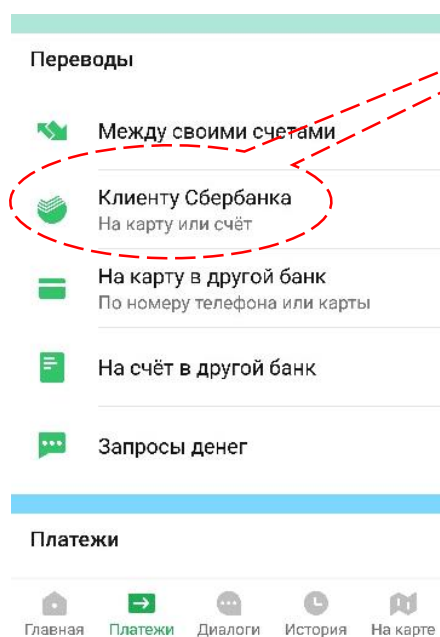 Переводы
Между своими счетами
Клиенту Сбербанка
На карту или счёт
На карту в другой банк
По номеру телефона или карты
На счёт в другой банк
Запросы денег
Платежи
Главная Платежи Диалоги История На карте